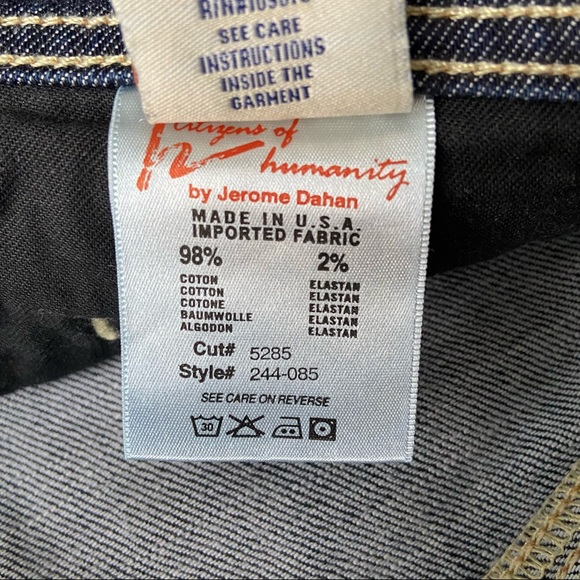 SEE CARE
INSTRUCTIONS
INSIDE THE
GARMENT
citizens of
humanity
by Jerome Dahan
MADE IN U.S.A.
IMPORTED FABRIC
98% 2%
COTON ELASTAN
COTTON ELASTAN
COTONE ELASTAN
BAUMWOLLE ELASTAN
ALGODON ELASTAN
Cut# 5285
Style# 244-085
SEE CARE ON REVERSE
30